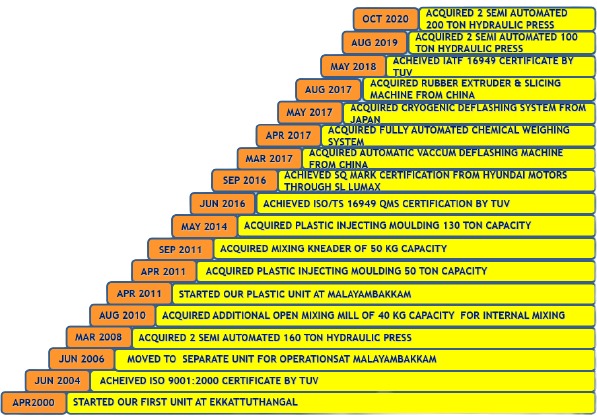 OCT 2020 ACQUIRED 2 SEMI AUTOMATED
200 TON HYDRAULIC PRESS
AUG 2019 ACQUIRED 2 SEMI AUTOMATED 100
TON HYDRAULIC PRESS
MAY 2018 ACHEIVED IATF 16949 CERTIFICATE BY
TUV
AUG 2017 ACQUIRED RUBBER EXTRUDER & SLICING
MACHINE FROM CHINA
MAY 2017 ACQUIRED CRYOGENIC DEFLASHING SYSTEM FROM
JAPAN
APR 2017 ACQUIRED FULLY AUTOMATED CHEMICAL WEIGHING
SYSTEM
MAR 2017 ACQUIRED AUTOMATIC VACCUM DEFLASHING MACHINE
FROM CHINA
SEP 2016 ACHIEVED SQ MARK CERTIFICATION FROM HYUNDAI MOTORS
THROUGH SL LUMAX
JUN 2016 ACHIEVED ISO/TS 16949 QMS CERTIFICATION BY TUV
MAY 2014 ACQUIRED PLASTIC INJECTING MOULDING 130 TON CAPACITY
SEP 2011 ACQUIRED MIXING KNEADER OF 50 KG CAPACITY
APR 2011 ACQUIRED PLASTIC INJECTING MOULDING 50 TON CAPACITY
APR 2011 STARTED OUR PLASTIC UNIT AT MALAYAMBAKKAM
AUG 2010 ACQUIRED ADDITIONAL OPEN MIXING MILL OF 40 KG CAPACITY FOR INTERNAL MIXING
MAR 2008 ACQUIRED 2 SEMI AUTOMATED 160 TON HYDRAULIC PRESS
JUN 2006 MOVED TO SEPARATE UNIT FOR OPERATIONSAT MALAYAMBAKKAM
JUN 2004 ACHEIVED ISO 9001:2000 CERTIFICATE BY TUV
APR2000 STARTED OUR FIRST UNIT AT EKKATTUTHANGAL